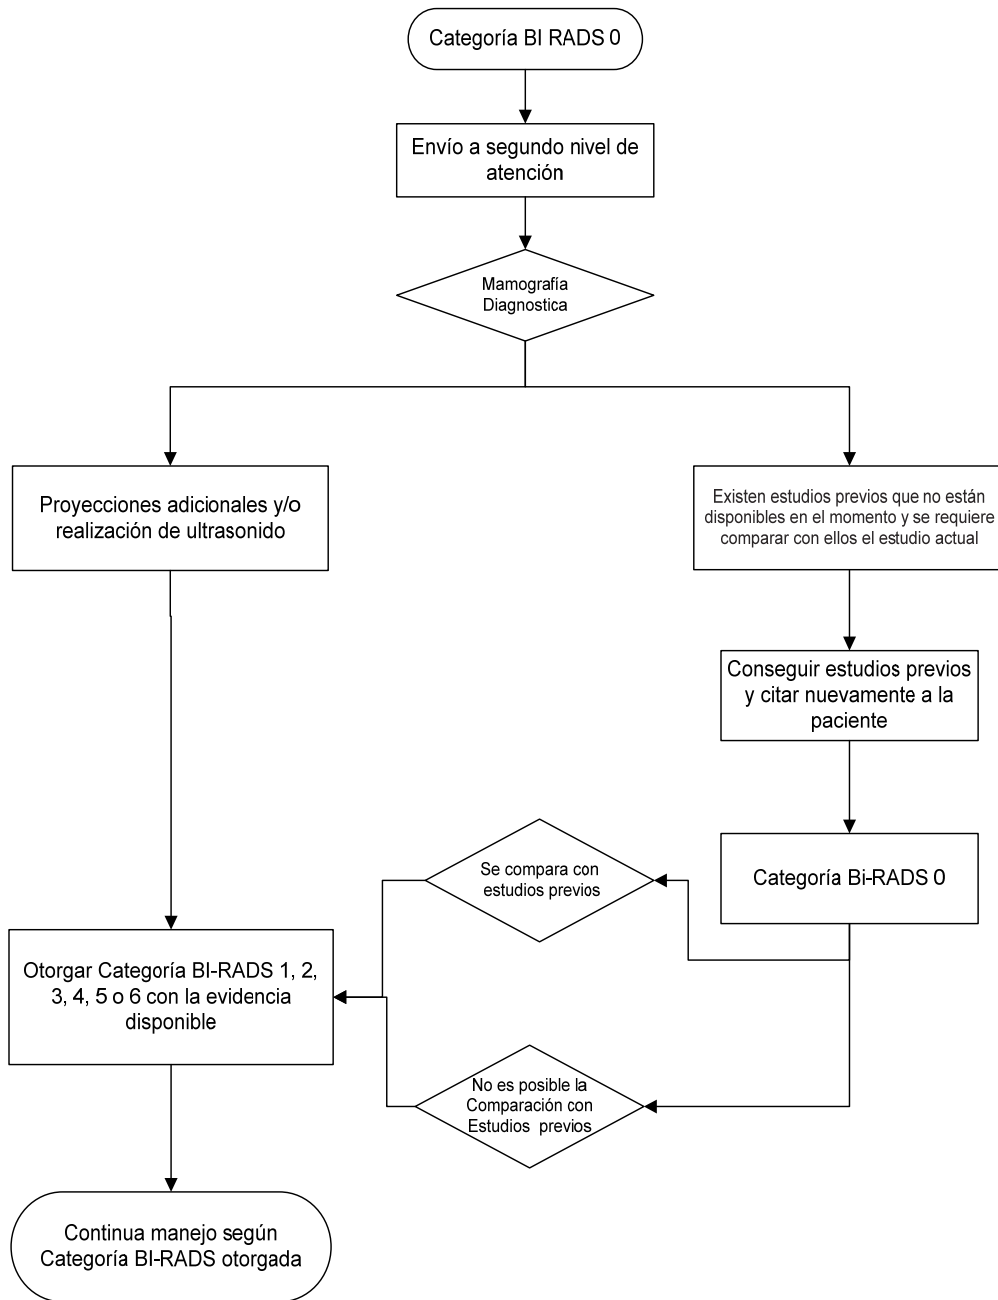 Categoría BI RADS 0
Envío a segundo nivel de
atención
Mamografía
Diagnostica
Proyecciones adicionales y/o
realización de ultrasonido
Existen estudios previos que no están
disponibles en el momento y se requiere
comparar con ellos el estudio actual
Conseguir estudios previos
y citar nuevamente a la
paciente
Categoría Bi-RADS 0
Se compara con
estudios previos
Otorgar Categoría BI-RADS 1, 2,
3, 4, 5 o 6 con la evidencia
disponible
No es posible la
Comparación con
Estudios previos
Continua manejo según
Categoría BI-RADS otorgada